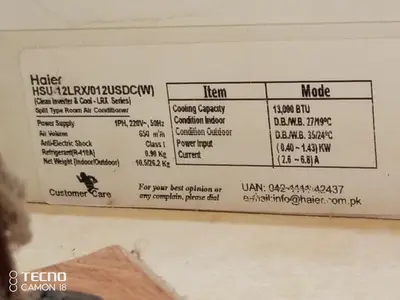 Haier
HSU-12LRX/012USDC(W)
(Clean Inverter & Cool - LRX Series)
Split Type Room Air Conditioner
Power Supply 1PH, 220V~, 50Hz
Air Volume 650 m³/h
Anti-Electric Shock Class I
Refrigerant(R-410A) 0.90 Kg
Net Weight (Indoor/Outdoor) 10.5/26.2 Kg
Customer Care
For your best opinion or
any complain, please dial
Item Mode
Cooling Capacity 13,000 BTU
Condition Indoor D.B./W.B. 27/19°C
Condition Outdoor D.B./W.B. 35/24°C
Power Input ( 0.40 ~ 1.43) KW
Current (2.6 ~ 6.8) A
UAN: 042-1111-42437
e-mail:info@haier.com.pk
TECNO
CAMON 18